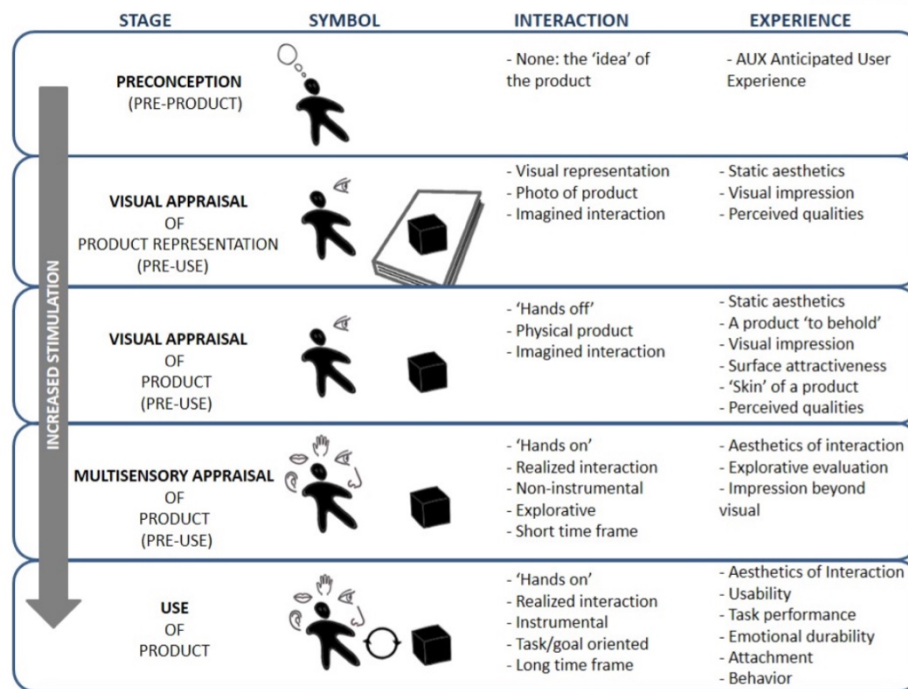 STAGE
SYMBOL
INTERACTION
EXPERIENCE
INCREASED STIMULATION
PRECONCEPTION
(PRE-PRODUCT)
- None: the ‘idea’ of
the product
- AUX Anticipated User
Experience
VISUAL APPRAISAL
OF
PRODUCT REPRESENTATION
(PRE-USE)
- Visual representation
- Photo of product
- Imagined interaction
- Static aesthetics
- Visual impression
- Perceived qualities
VISUAL APPRAISAL
OF
PRODUCT
(PRE-USE)
- ‘Hands off’
- Physical product
- Imagined interaction
- Static aesthetics
- A product ‘to behold’
- Visual impression
- Surface attractiveness
- ‘Skin’ of a product
- Perceived qualities
MULTISENSORY APPRAISAL
OF
PRODUCT
(PRE-USE)
- ‘Hands on’
- Realized interaction
- Non-instrumental
- Explorative
- Short time frame
- Aesthetics of interaction
- Explorative evaluation
- Impression beyond
visual
USE
OF
PRODUCT
- ‘Hands on’
- Realized interaction
- Instrumental
- Task/goal oriented
- Long time frame
- Aesthetics of Interaction
- Usability
- Task performance
- Emotional durability
- Attachment
- Behavior